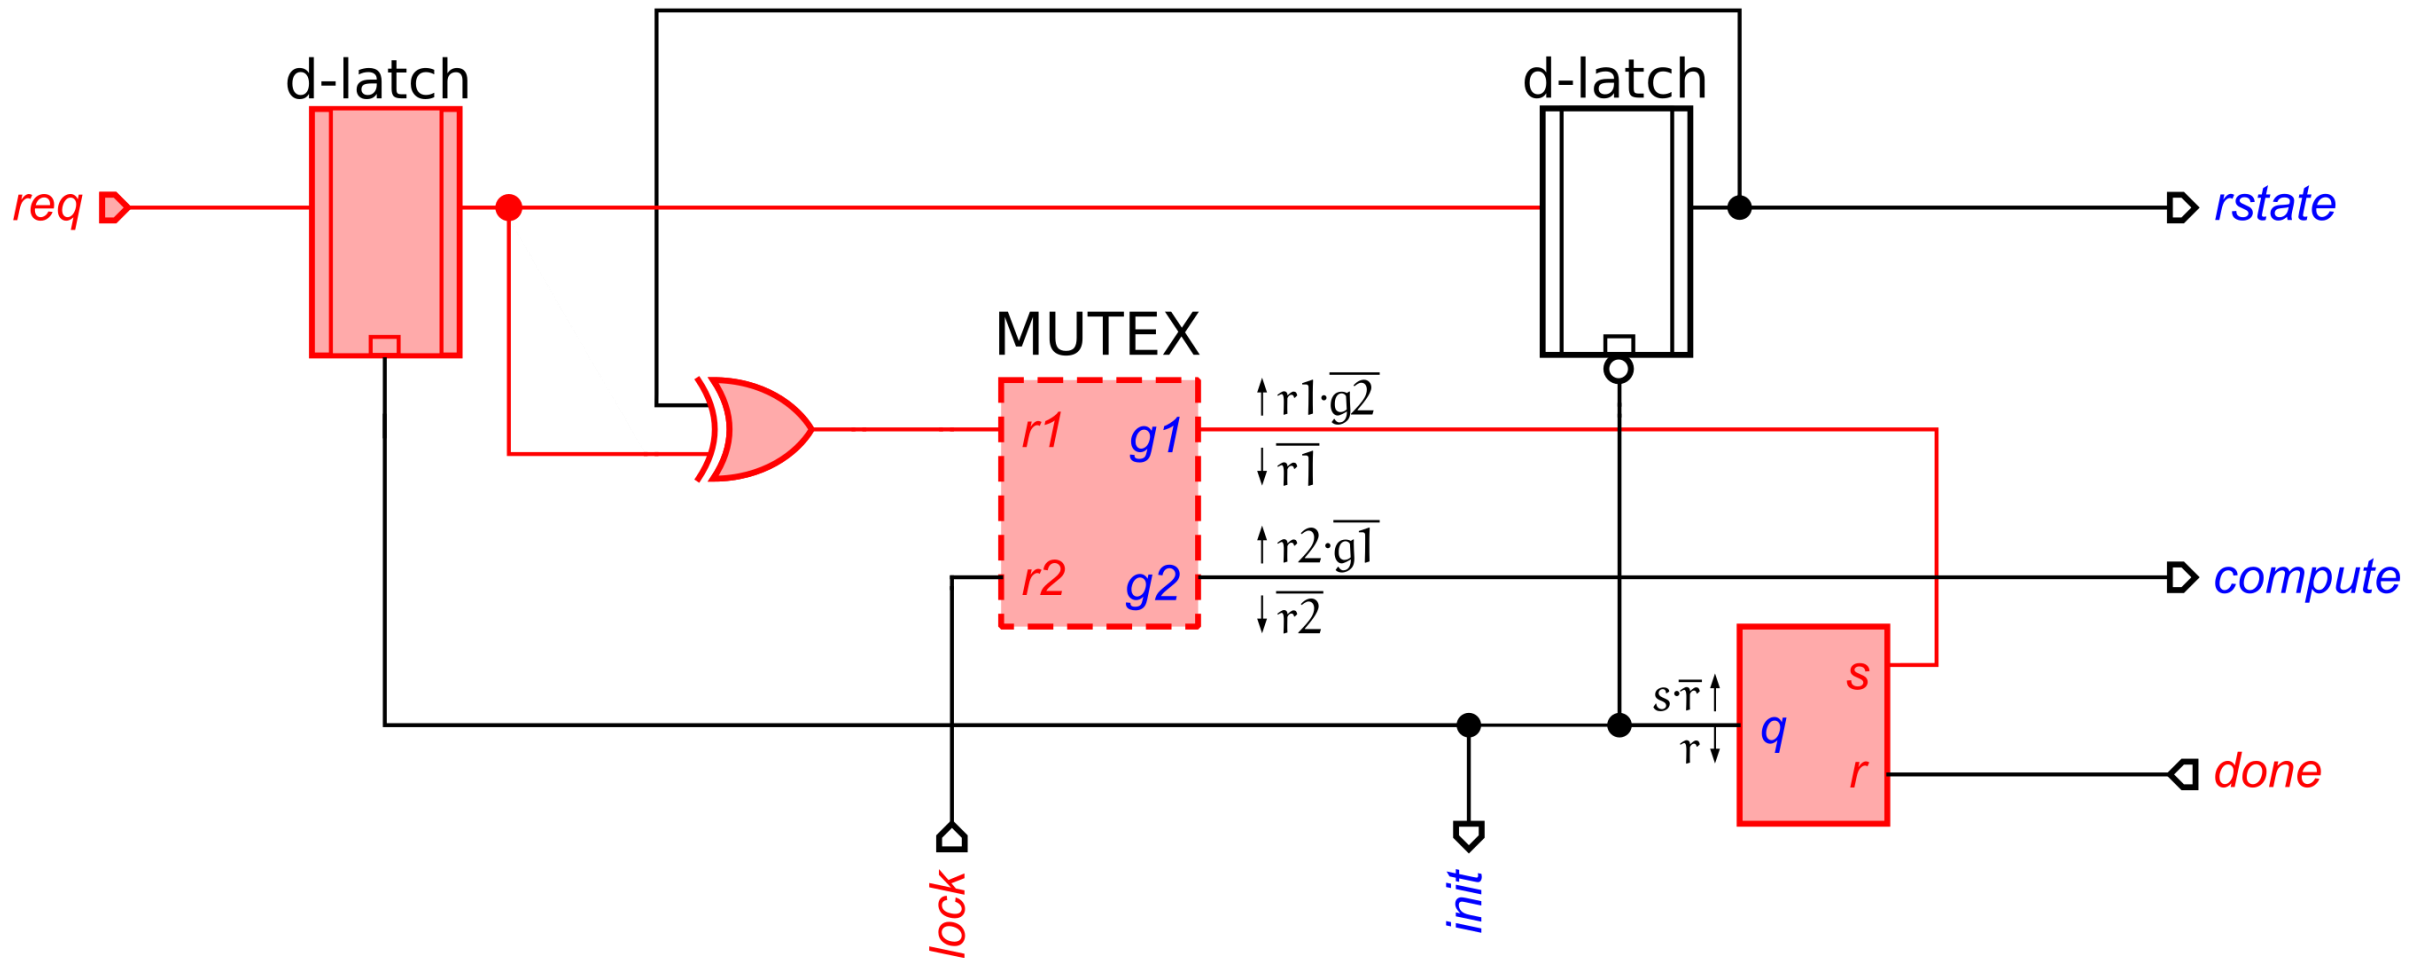 d-latch
d-latch
req
rstate
MUTEX
r1
g1
↑ r1·g2̅
↓ r1̅
r2
g2
↑ r2·g1̅
↓ r2̅
compute
s·r̅ ↑
r ↓
q
s
r
done
lock
init